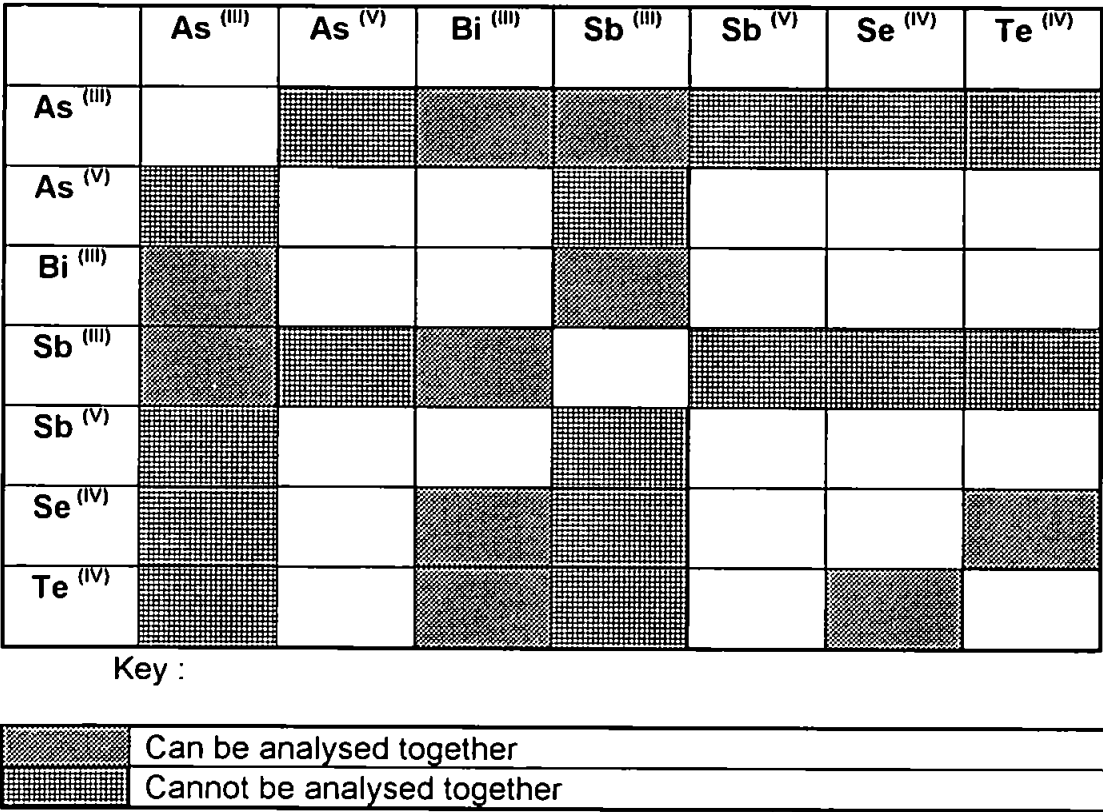 As (III) As (V) Bi (III) Sb (III) Sb (V) Se (IV) Te (IV)
As (III)
As (V)
Bi (III)
Sb (III)
Sb (V)
Se (IV)
Te (IV)
Key :
Can be analysed together
Cannot be analysed together